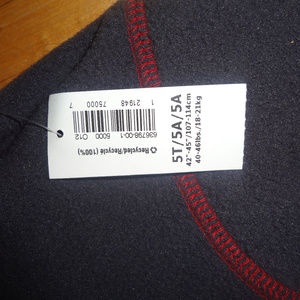 5T/5A/5A
42"-45"/107-114cm
40-46lbs./18-21kg
Recycled/Recyclé (100%)
636798-00-1 5000 O12
1 21948 75000 7